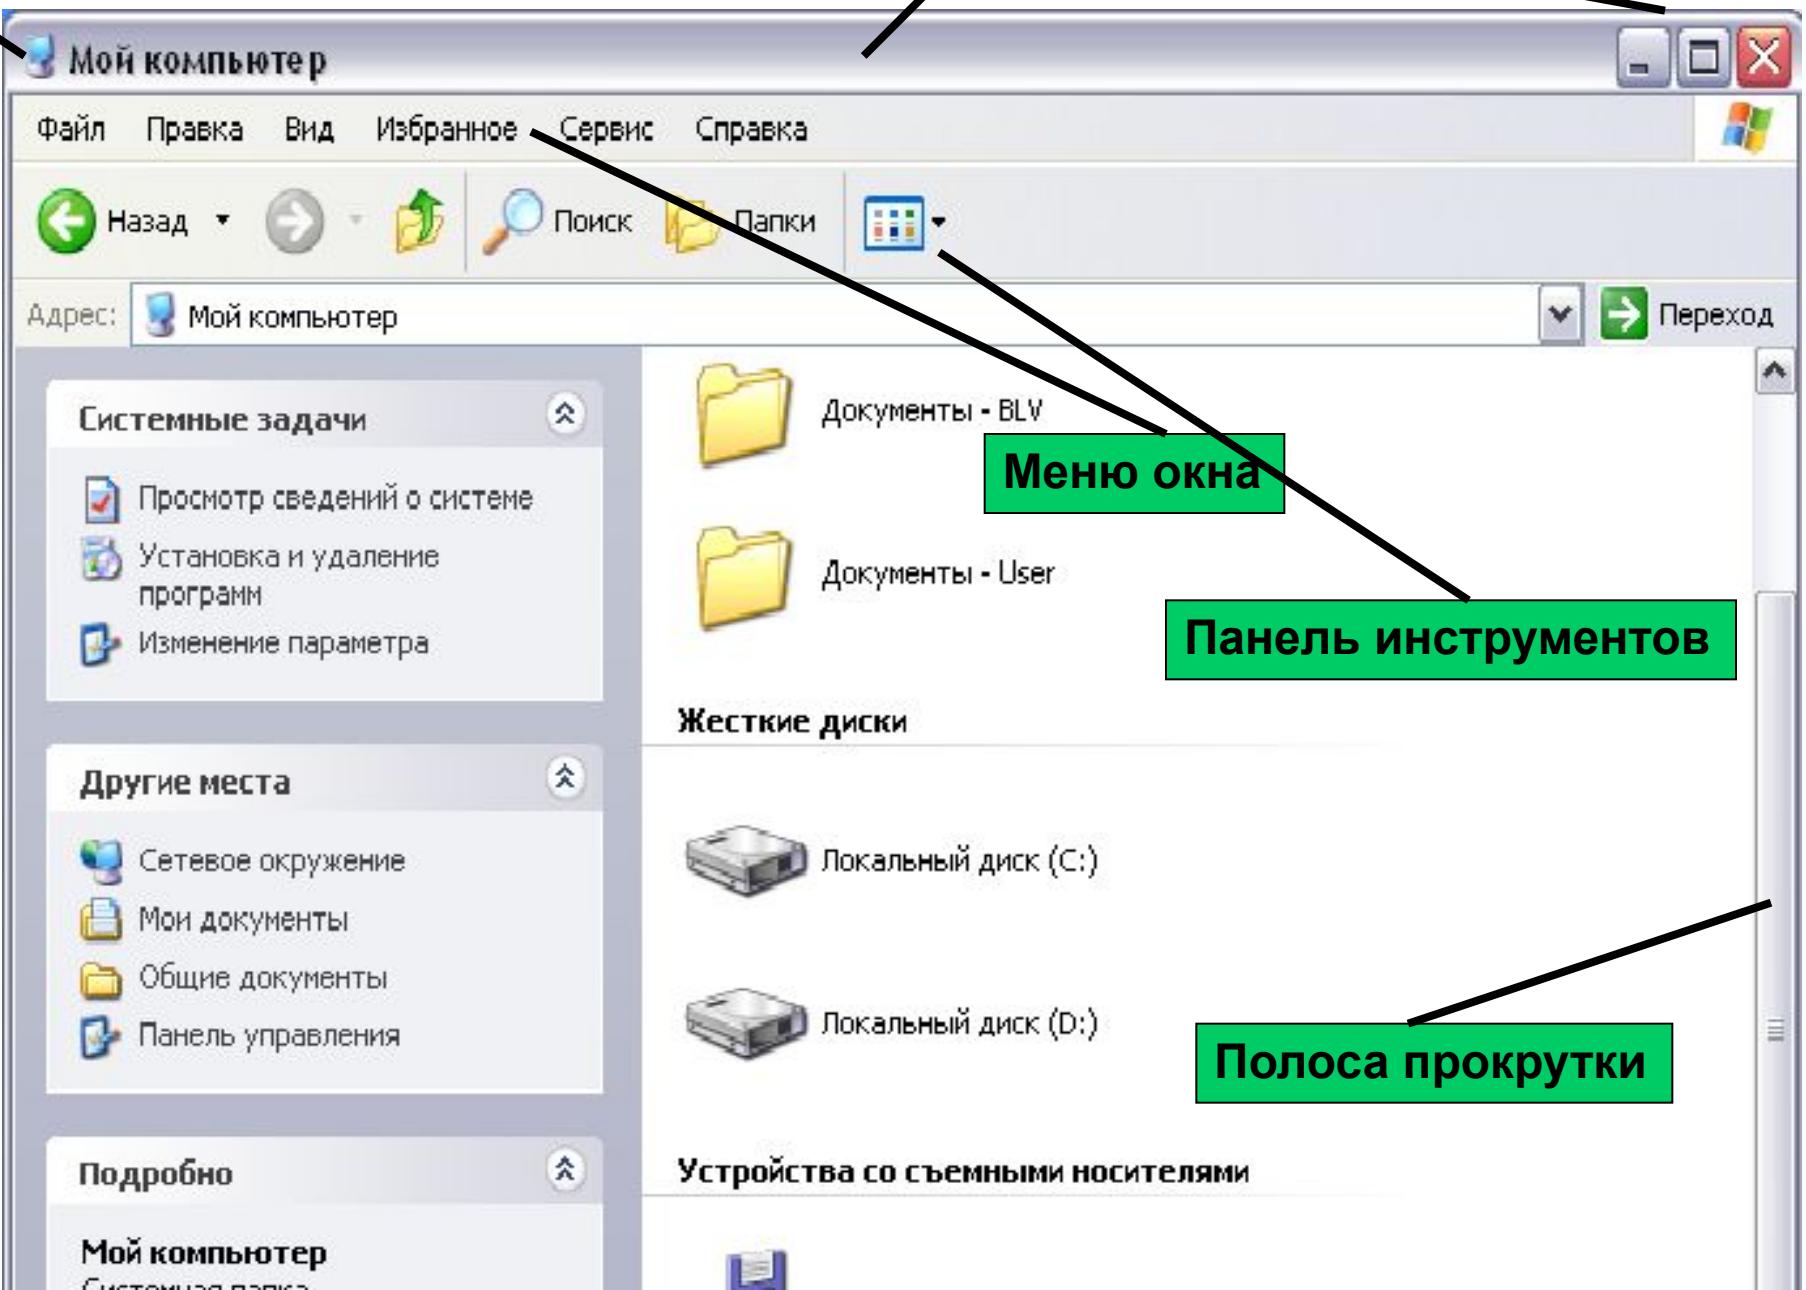 Мой компьютер
Файл Правка Вид Избранное Сервис Справка
Назад Поиск Папки
Адрес: Мой компьютер Переход
Системные задачи
Просмотр сведений о системе
Установка и удаление
программ
Изменение параметра
Другие места
Сетевое окружение
Мои документы
Общие документы
Панель управления
Подробно
Мой компьютер
Системная папка
Документы - BLV
Меню окна
Документы - User
Панель инструментов
Жесткие диски
Локальный диск (C:)
Локальный диск (D:)
Полоса прокрутки
Устройства со съемными носителями